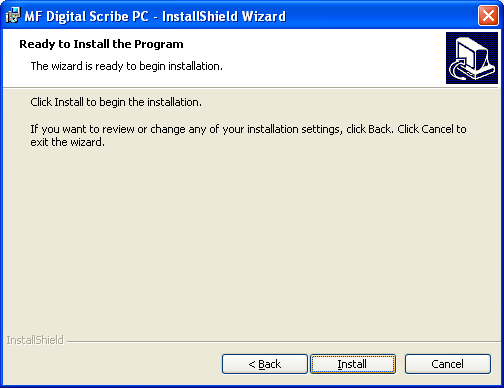 MF Digital Scribe PC - InstallShield Wizard
Ready to Install the Program
The wizard is ready to begin installation.
Click Install to begin the installation.
If you want to review or change any of your installation settings, click Back. Click Cancel to
exit the wizard.
InstallShield
< Back
Install
Cancel